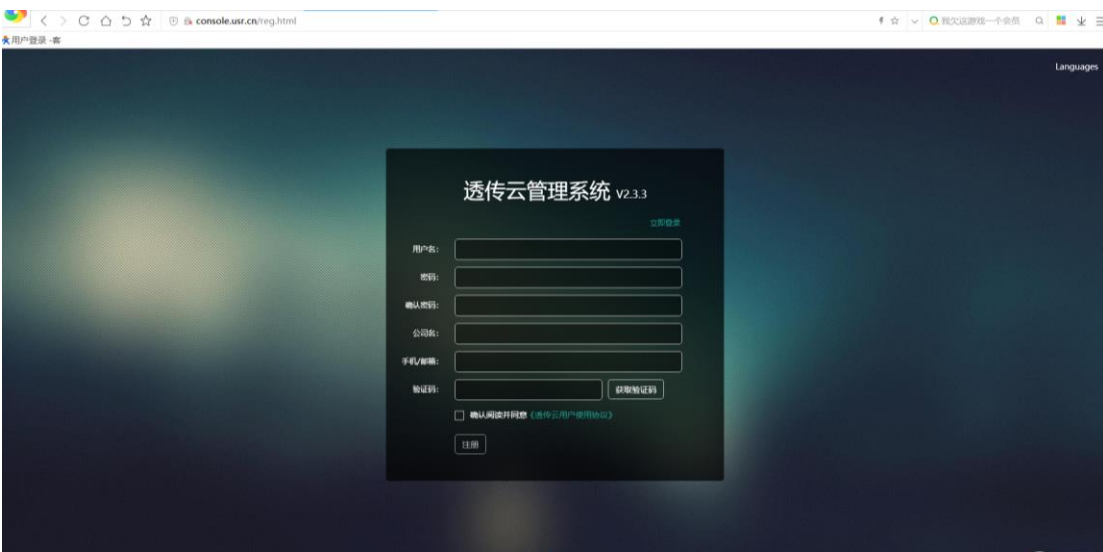 console.usr.cn/reg.html
用户登录 -客
Languages
透传云管理系统 V2.3.3
立即登录
用户名:
密码:
确认密码:
公司名:
手机/邮箱:
验证码:
获取验证码
确认阅读并同意《透传云用户使用协议》
注册